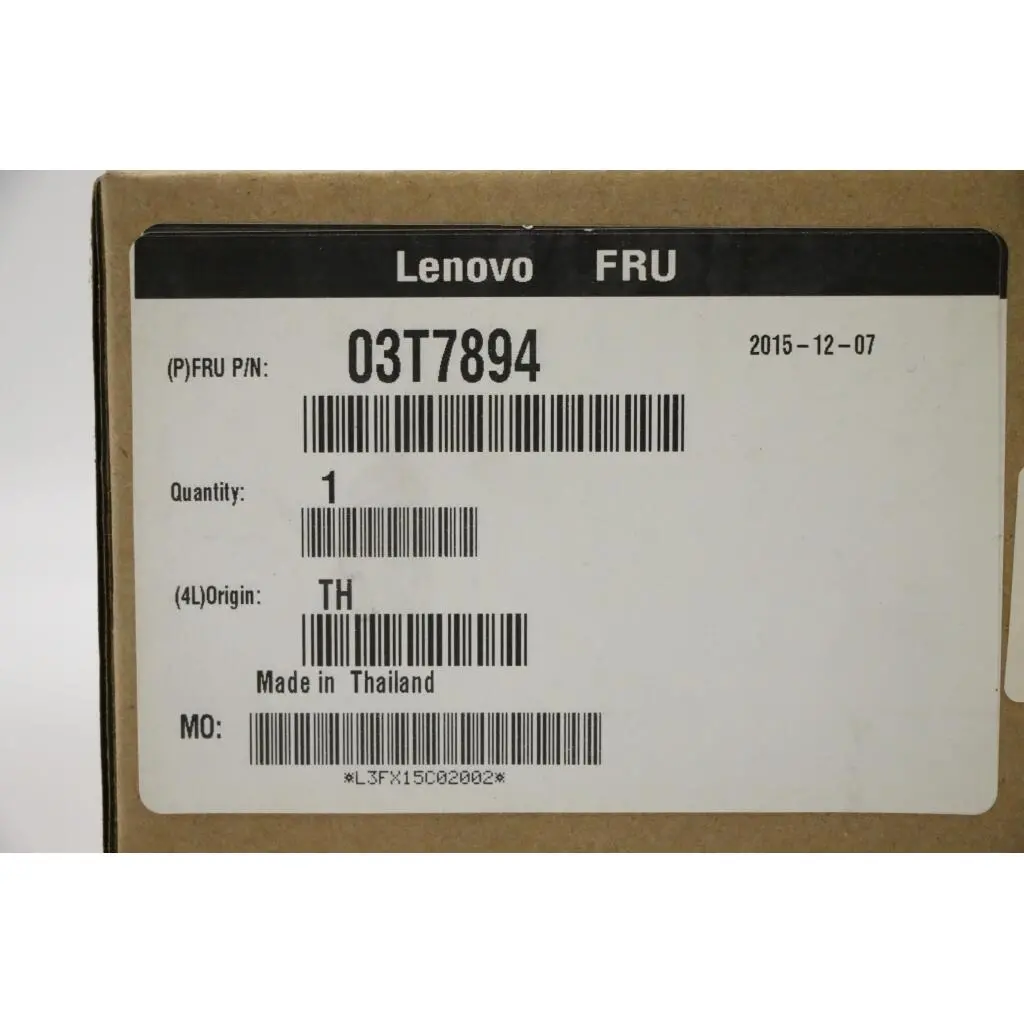 Lenovo FRU
(P)FRU P/N: 03T7894 2015-12-07
Quantity: 1
(4L)Origin: TH
Made in Thailand
MO:
*L3FX15C02002*